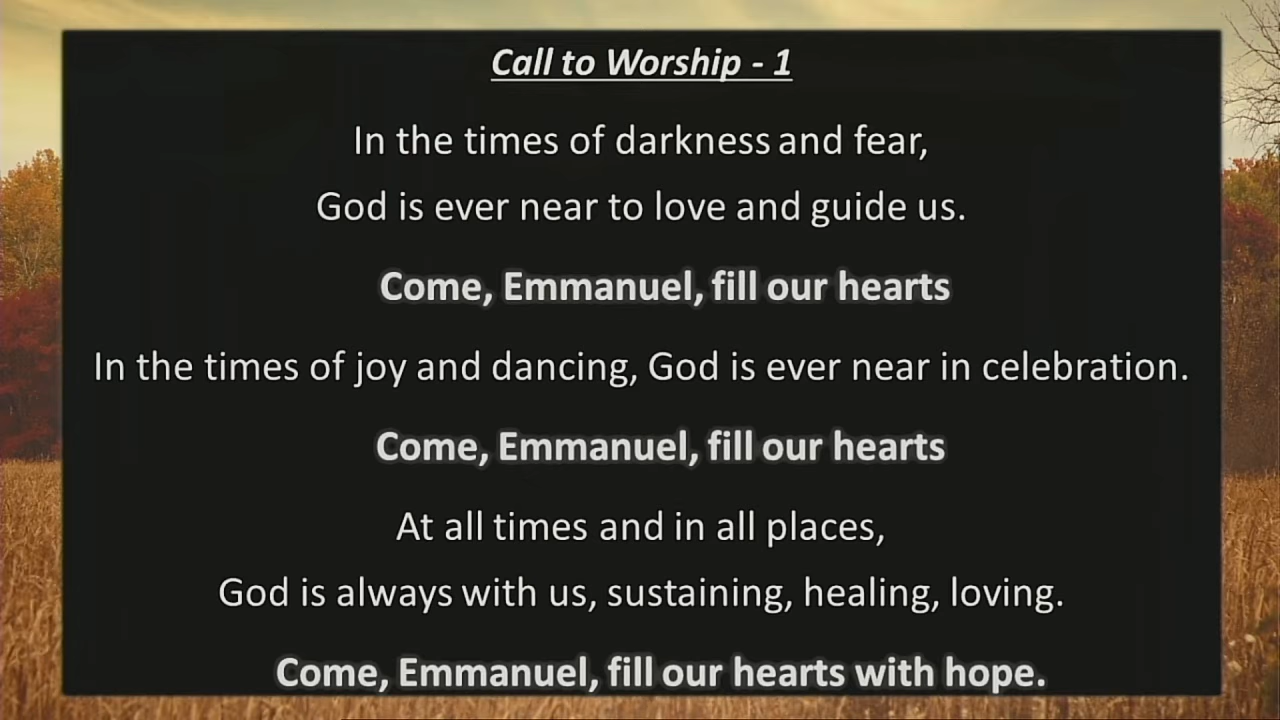 Call to Worship - 1
In the times of darkness and fear,
God is ever near to love and guide us.
Come, Emmanuel, fill our hearts
In the times of joy and dancing, God is ever near in celebration.
Come, Emmanuel, fill our hearts
At all times and in all places,
God is always with us, sustaining, healing, loving.
Come, Emmanuel, fill our hearts with hope.